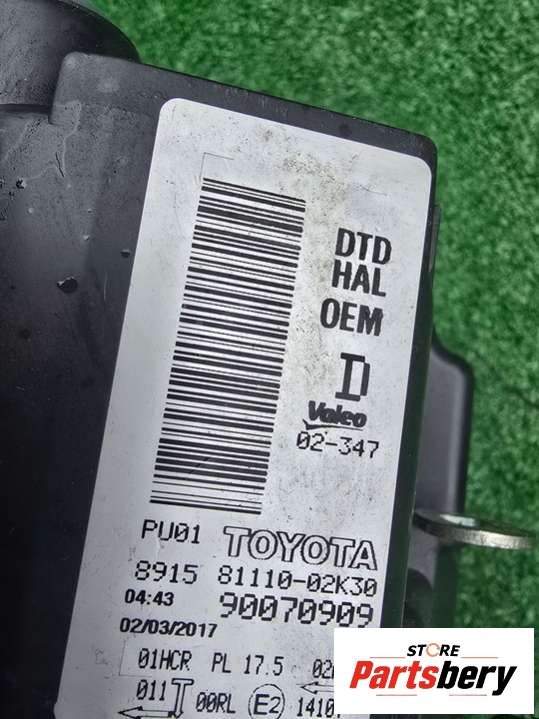 DTD
HAL
OEM
D
Valeo
02-347
PU01 TOYOTA
8915 81110-02K30
04:43 90070909
02/03/2017
01HCR PL 17.5
011 00RL E2 1410
STORE
Partsbery